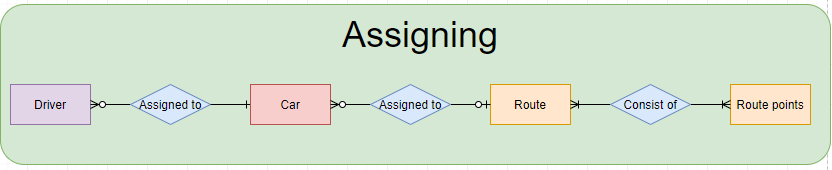 Assigning
Driver
Assigned to
Car
Assigned to
Route
Consist of
Route points